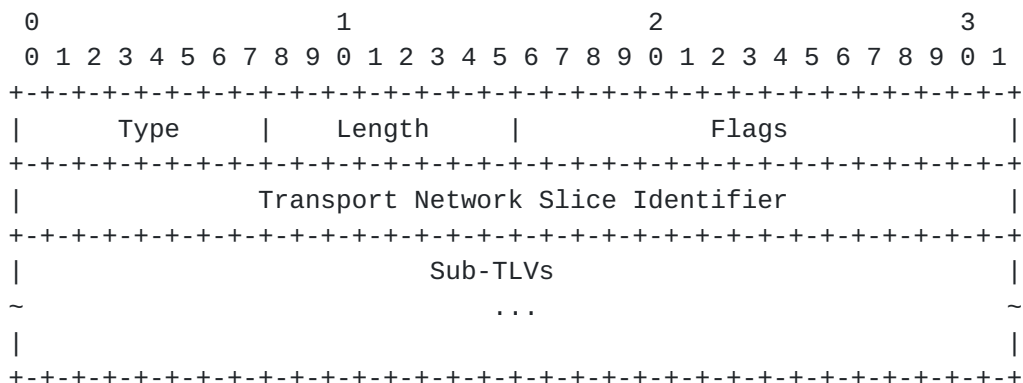 0                   1                   2                   3
 0 1 2 3 4 5 6 7 8 9 0 1 2 3 4 5 6 7 8 9 0 1 2 3 4 5 6 7 8 9 0 1
+-+-+-+-+-+-+-+-+-+-+-+-+-+-+-+-+-+-+-+-+-+-+-+-+-+-+-+-+-+-+-+-+
|      Type     |    Length     |            Flags              |
+-+-+-+-+-+-+-+-+-+-+-+-+-+-+-+-+-+-+-+-+-+-+-+-+-+-+-+-+-+-+-+-+
|               Transport Network Slice Identifier              |
+-+-+-+-+-+-+-+-+-+-+-+-+-+-+-+-+-+-+-+-+-+-+-+-+-+-+-+-+-+-+-+-+
|                          Sub-TLVs                             |
~                              ...                              ~
|                                                               |
+-+-+-+-+-+-+-+-+-+-+-+-+-+-+-+-+-+-+-+-+-+-+-+-+-+-+-+-+-+-+-+-+